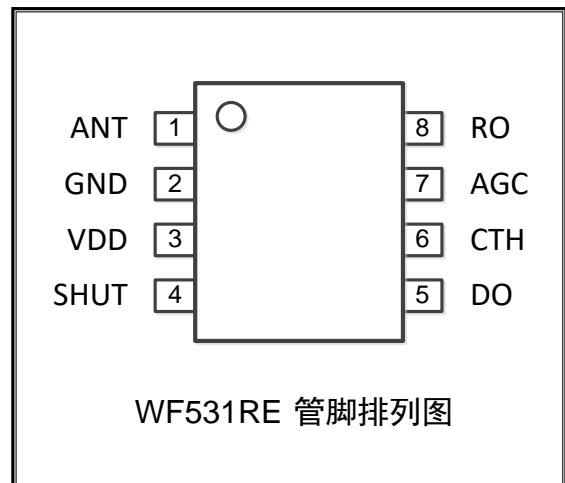 ANT 1 8 RO
GND 2 7 AGC
VDD 3 6 CTH
SHUT 4 5 DO
WF531RE 管脚排列图